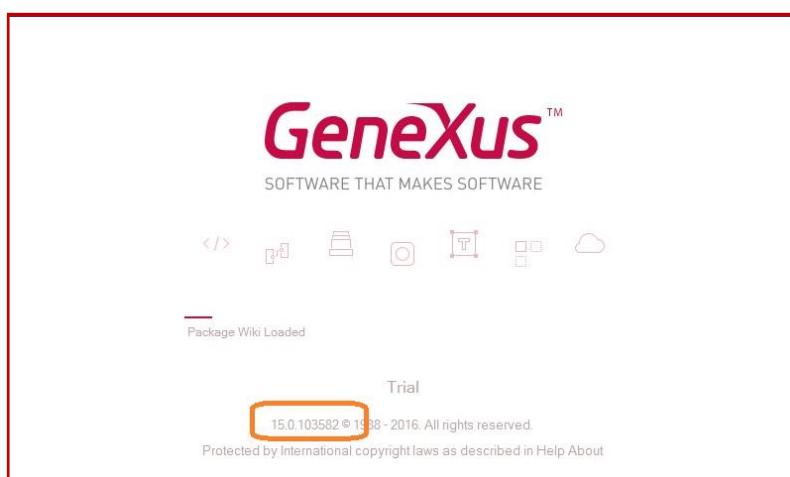 GeneXus™
SOFTWARE THAT MAKES SOFTWARE
</>
T
Package Wiki Loaded
Trial
15.0.103582 © 1988 - 2016. All rights reserved.
Protected by International copyright laws as described in Help About